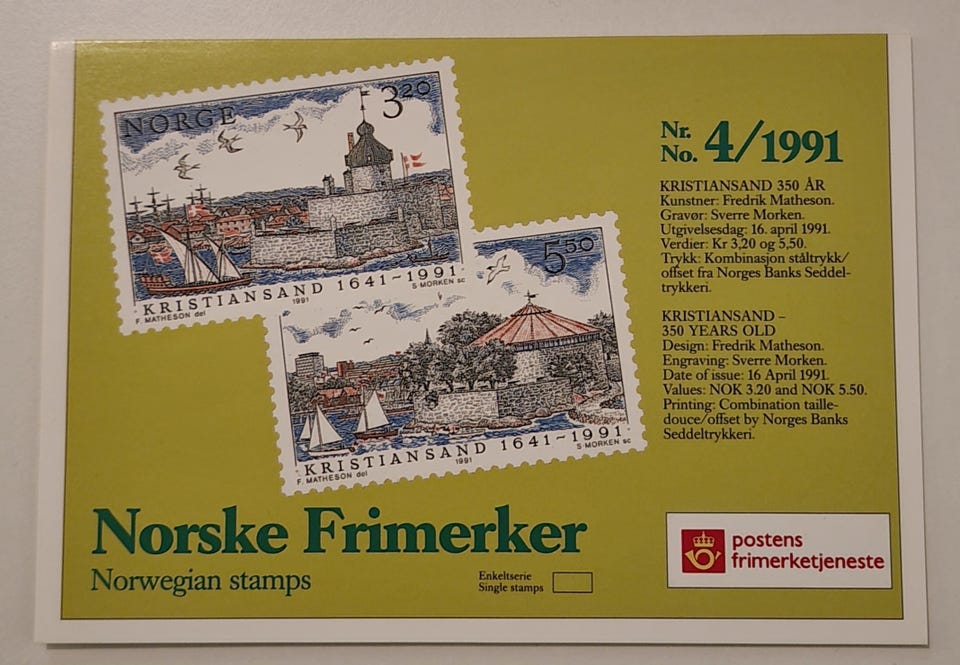 NORGE
3²⁰
KRISTIANSAND 1641~1991
F. MATHESON del
1991
S·MORKEN sc
5⁵⁰
KRISTIANSAND 1641~1991
F. MATHESON del
1991
S·MORKEN sc
Nr.
No. 4/1991
KRISTIANSAND 350 ÅR
Kunstner: Fredrik Matheson.
Gravør: Sverre Morken.
Utgivelsesdag: 16. april 1991.
Verdier: Kr 3,20 og 5,50.
Trykk: Kombinasjon ståltrykk/
offset fra Norges Banks Seddel-
trykkeri.
KRISTIANSAND –
350 YEARS OLD
Design: Fredrik Matheson.
Engraving: Sverre Morken.
Date of issue: 16 April 1991.
Values: NOK 3.20 and NOK 5.50.
Printing: Combination taille-
douce/offset by Norges Banks
Seddeltrykkeri.
Norske Frimerker
Norwegian stamps
Enkeltserie
Single stamps
postens
frimerketjeneste